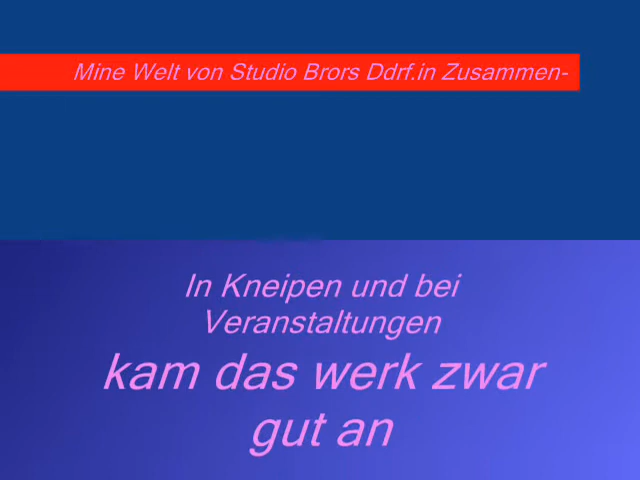 Mine Welt von Studio Brors Ddrf.in Zusammen-
In Kneipen und bei
Veranstaltungen
kam das werk zwar
gut an